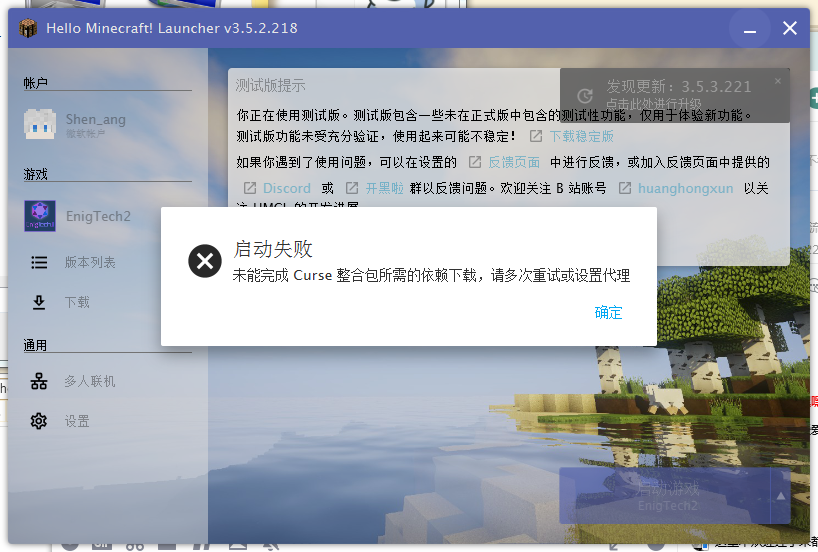 Hello Minecraft! Launcher v3.5.2.218
帐户
Shen_ang
微软帐户
游戏
EnigTech2
版本列表
下载
通用
多人联机
设置
测试版提示
发现更新：3.5.3.221
点击此处进行升级
你正在使用测试版。测试版包含一些未在正式版中包含的测试性功能，仅用于体验新功能。
测试版功能未受充分验证，使用起来可能不稳定！ 下载稳定版
如果你遇到了使用问题，可以在设置的 反馈页面 中进行反馈，或加入反馈页面中提供的
Discord 或 开黑啦 群以反馈问题。欢迎关注 B 站账号 huanghongxun 以关
启动失败
未能完成 Curse 整合包所需的依赖下载，请多次重试或设置代理
确定
启动游戏
EnigTech2